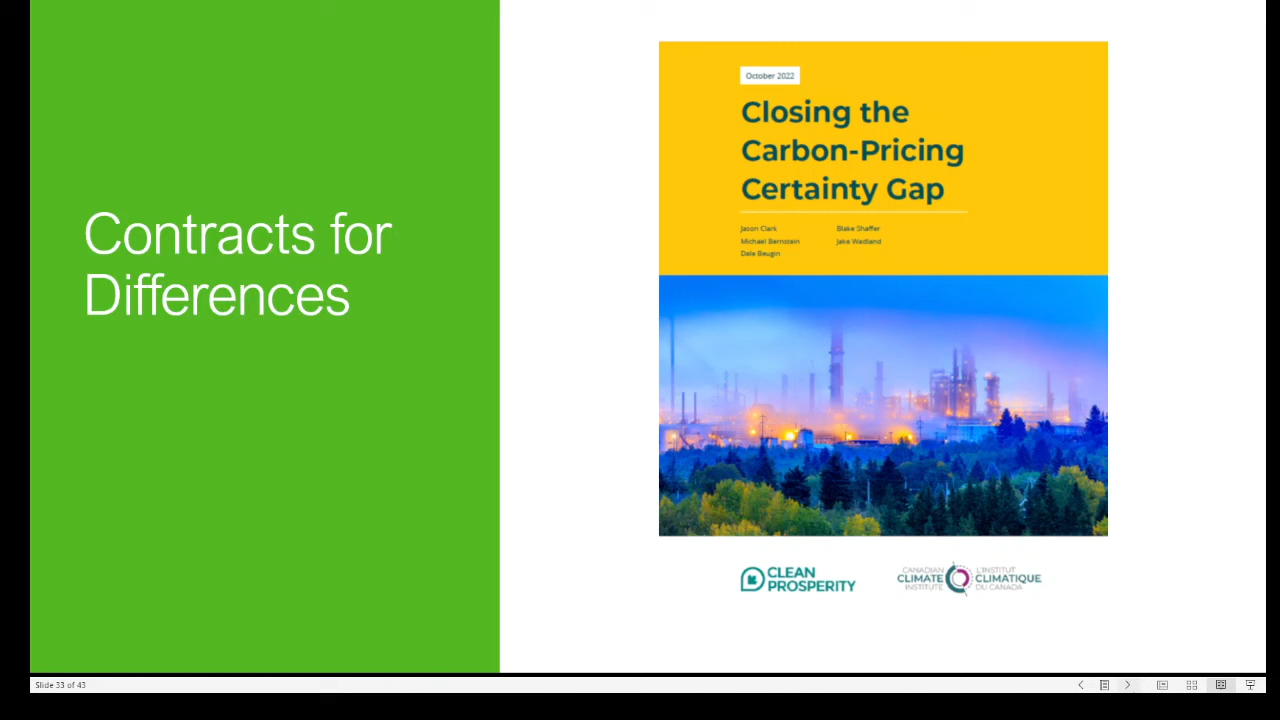 Contracts for
Differences
October 2022
Closing the
Carbon-Pricing
Certainty Gap
Jason Clark
Michael Bernstein
Dale Beugin
Blake Shaffer
Jake Wadland
CLEAN
PROSPERITY
CANADIAN
CLIMATE
INSTITUTE
L'INSTITUT
CLIMATIQUE
DU CANADA
Slide 33 of 43